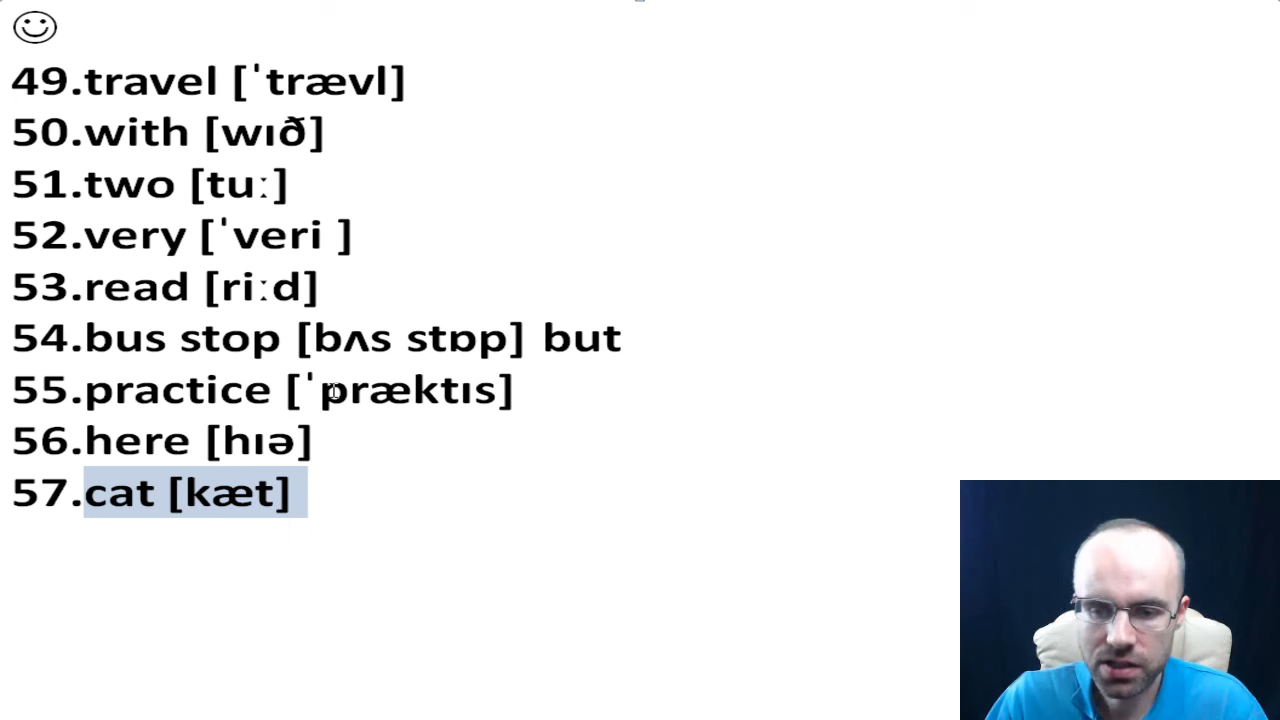 49.travel [ˈtrævl]
50.with [wɪð]
51.two [tuː]
52.very [ˈveri ]
53.read [riːd]
54.bus stop [bʌs stɒp] but
55.practice [ˈpræktɪs]
56.here [hɪə]
57.cat [kæt]